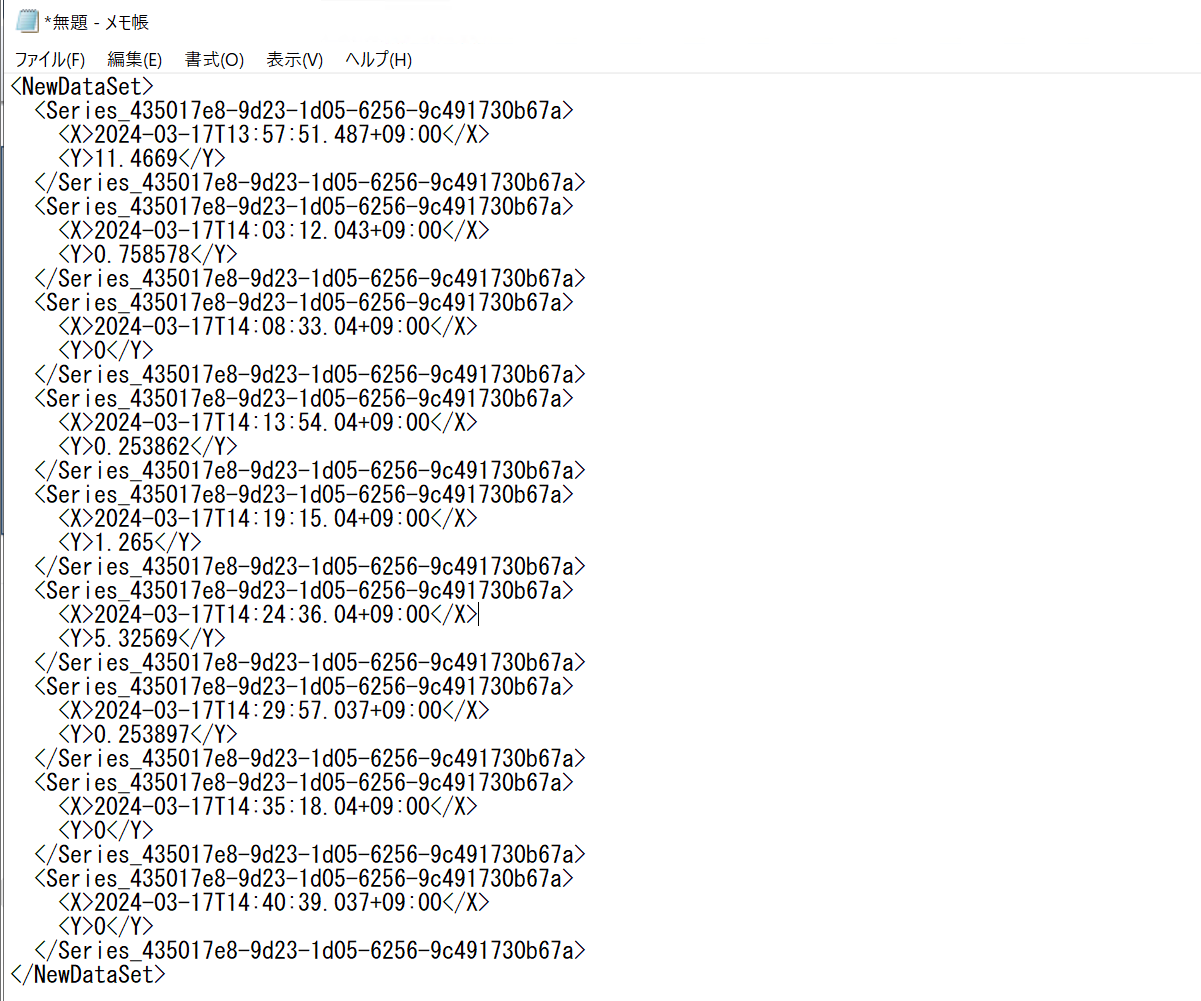 *無題 - メモ帳
ファイル(F) 編集(E) 書式(O) 表示(V) ヘルプ(H)
<NewDataSet>
  <Series_435017e8-9d23-1d05-6256-9c491730b67a>
    <X>2024-03-17T13:57:51.487+09:00</X>
    <Y>11.4669</Y>
  </Series_435017e8-9d23-1d05-6256-9c491730b67a>
  <Series_435017e8-9d23-1d05-6256-9c491730b67a>
    <X>2024-03-17T14:03:12.043+09:00</X>
    <Y>0.758578</Y>
  </Series_435017e8-9d23-1d05-6256-9c491730b67a>
  <Series_435017e8-9d23-1d05-6256-9c491730b67a>
    <X>2024-03-17T14:08:33.04+09:00</X>
    <Y>0</Y>
  </Series_435017e8-9d23-1d05-6256-9c491730b67a>
  <Series_435017e8-9d23-1d05-6256-9c491730b67a>
    <X>2024-03-17T14:13:54.04+09:00</X>
    <Y>0.253862</Y>
  </Series_435017e8-9d23-1d05-6256-9c491730b67a>
  <Series_435017e8-9d23-1d05-6256-9c491730b67a>
    <X>2024-03-17T14:19:15.04+09:00</X>
    <Y>1.265</Y>
  </Series_435017e8-9d23-1d05-6256-9c491730b67a>
  <Series_435017e8-9d23-1d05-6256-9c491730b67a>
    <X>2024-03-17T14:24:36.04+09:00</X>
    <Y>5.32569</Y>
  </Series_435017e8-9d23-1d05-6256-9c491730b67a>
  <Series_435017e8-9d23-1d05-6256-9c491730b67a>
    <X>2024-03-17T14:29:57.037+09:00</X>
    <Y>0.253897</Y>
  </Series_435017e8-9d23-1d05-6256-9c491730b67a>
  <Series_435017e8-9d23-1d05-6256-9c491730b67a>
    <X>2024-03-17T14:35:18.04+09:00</X>
    <Y>0</Y>
  </Series_435017e8-9d23-1d05-6256-9c491730b67a>
  <Series_435017e8-9d23-1d05-6256-9c491730b67a>
    <X>2024-03-17T14:40:39.037+09:00</X>
    <Y>0</Y>
  </Series_435017e8-9d23-1d05-6256-9c491730b67a>
</NewDataSet>